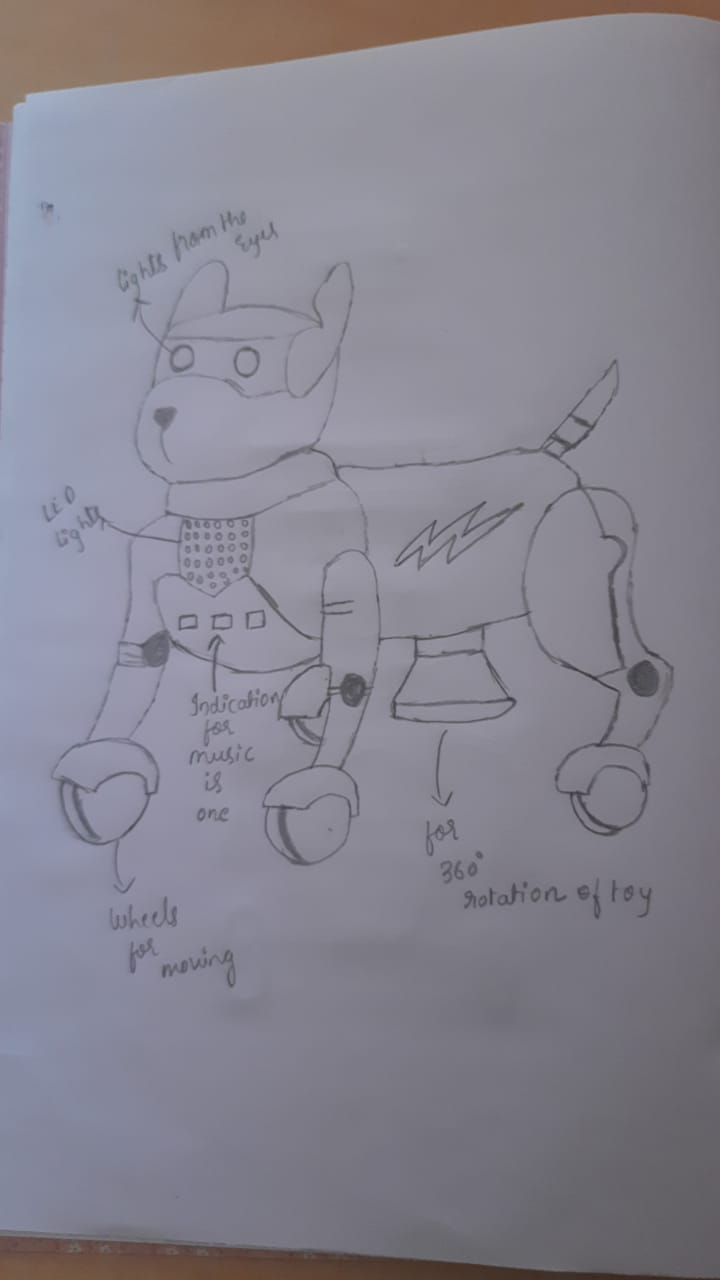 Lights from the
Eyes
LED
Lights
Indication
for
music
is
one
for
360°
rotation of toy
Wheels
for
moving